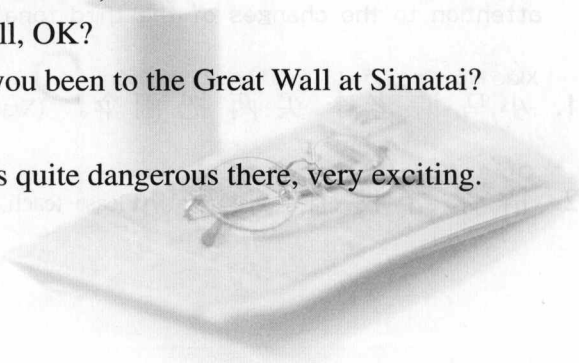 ll, OK?
you been to the Great Wall at Simatai?
s quite dangerous there, very exciting.